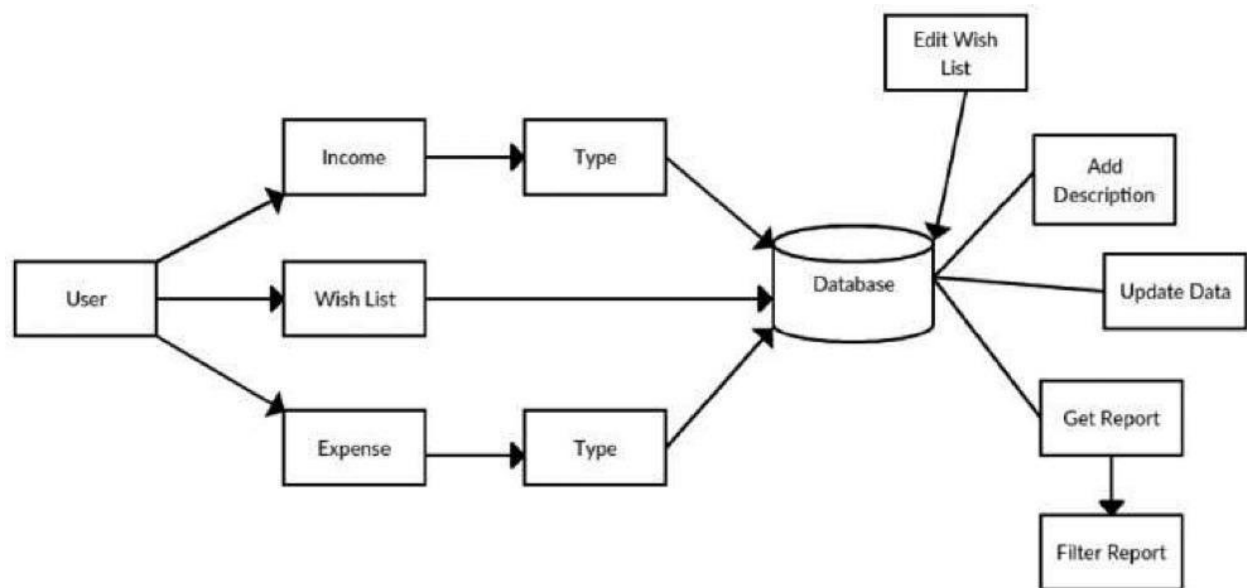 Edit Wish
List
Income
Type
Add
Description
User
Wish List
Database
Update Data
Expense
Type
Get Report
Filter Report